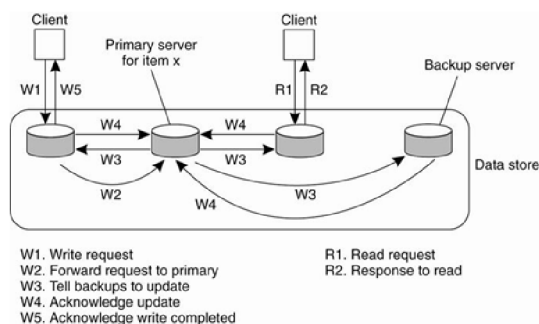 Client
Client
Primary server
for item x
Backup server
W1
W5
R1
R2
W4
W4
W3
W3
Data store
W2
W4
W3
W1. Write request
W2. Forward request to primary
W3. Tell backups to update
W4. Acknowledge update
W5. Acknowledge write completed
R1. Read request
R2. Response to read